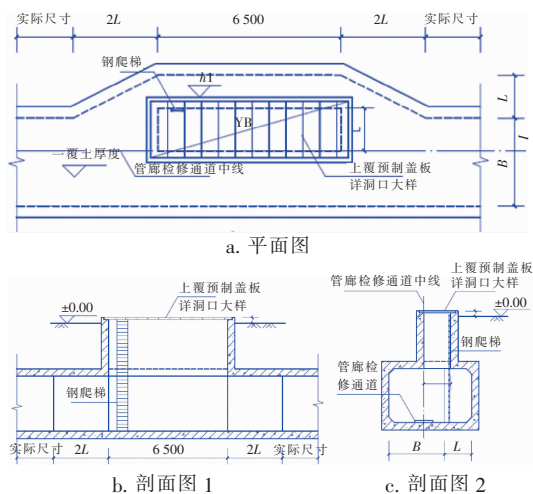 实际尺寸 2L 6 500 2L 实际尺寸
钢爬梯
h1
YB
L
L
B
一覆土厚度
管廊检修通道中线
上覆预制盖板
详洞口大样
a. 平面图
上覆预制盖板
详洞口大样
±0.00
钢爬梯
实际尺寸 2L 6 500 2L 实际尺寸
b. 剖面图 1
上覆预制盖板
管廊检修通道中线
详洞口大样
±0.00
钢爬梯
管廊检
修通道
B L
c. 剖面图 2